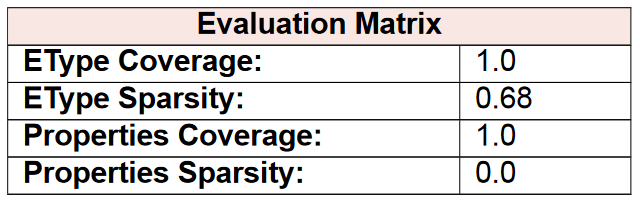 Evaluation Matrix
EType Coverage: 1.0
EType Sparsity: 0.68
Properties Coverage: 1.0
Properties Sparsity: 0.0